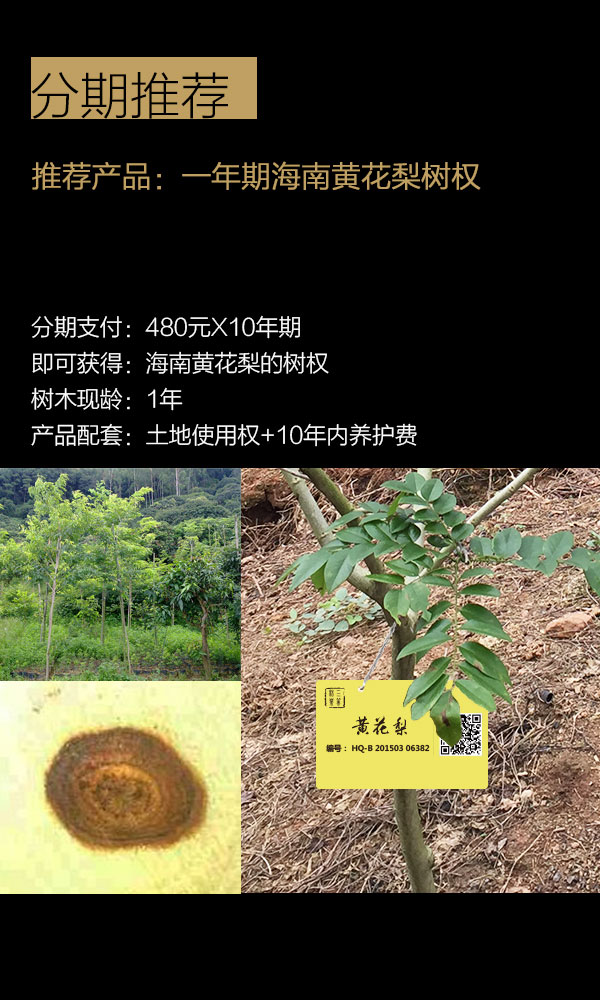 分期推荐
推荐产品：一年期海南黄花梨树权
分期支付：480元X10年期
即可获得：海南黄花梨的树权
树木现龄：1年
产品配套：土地使用权+10年内养护费
黄花梨
编号： HQ-B 201503 06382